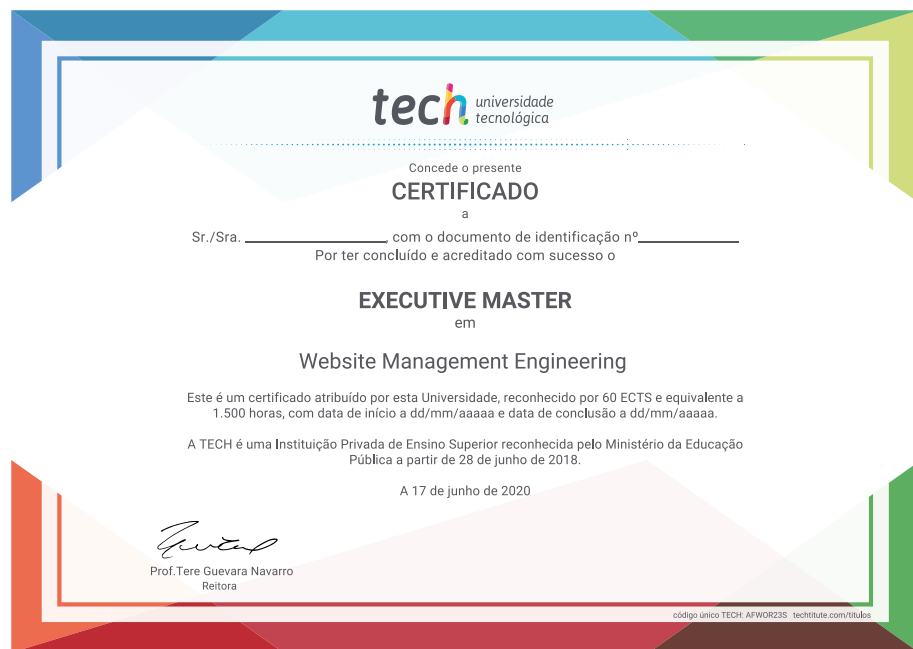 tech universidade
tecnológica
Concede o presente
CERTIFICADO
a
Sr./Sra. ________________, com o documento de identificação nº____________
Por ter concluído e acreditado com sucesso o
EXECUTIVE MASTER
em
Website Management Engineering
Este é um certificado atribuído por esta Universidade, reconhecido por 60 ECTS e equivalente a
1.500 horas, com data de início a dd/mm/aaaaa e data de conclusão a dd/mm/aaaaa.
A TECH é uma Instituição Privada de Ensino Superior reconhecida pelo Ministério da Educação
Pública a partir de 28 de junho de 2018.
A 17 de junho de 2020
Prof.Tere Guevara Navarro
Reitora
código único TECH: AFWOR23S techtitute.com/titulos